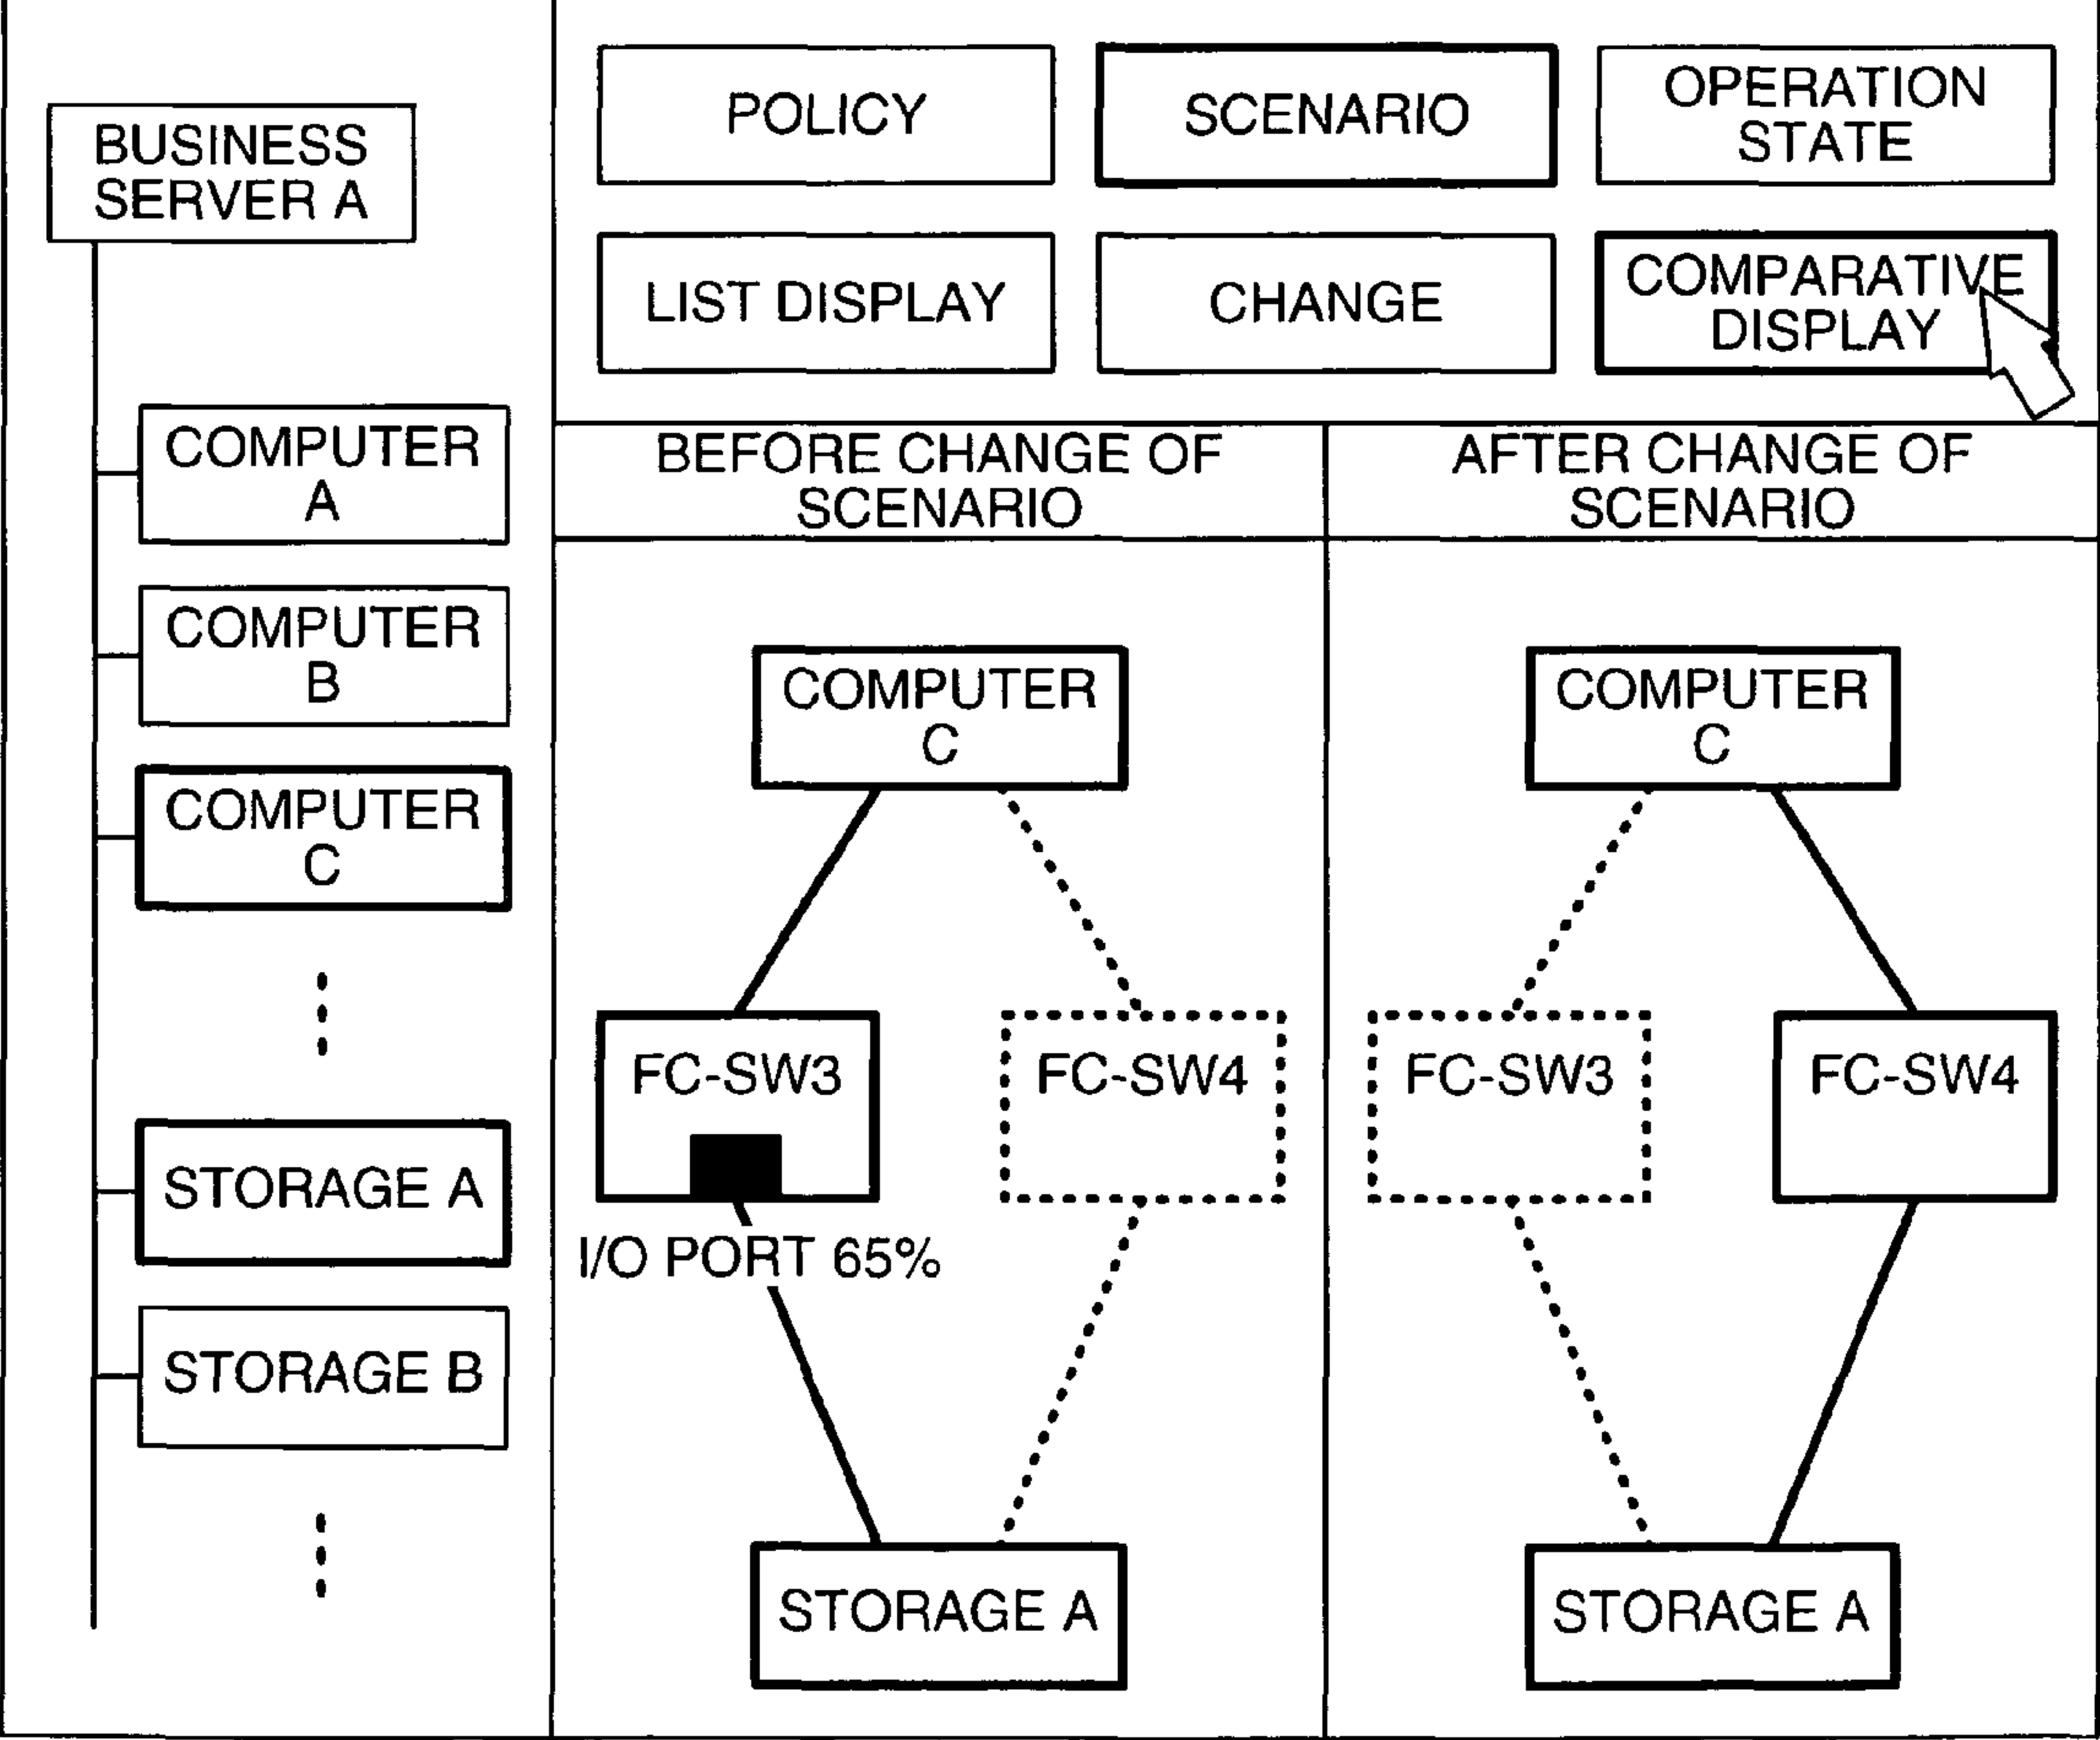 BUSINESS
SERVER A
COMPUTER
A
COMPUTER
B
COMPUTER
C
STORAGE A
STORAGE B
POLICY
SCENARIO
OPERATION
STATE
LIST DISPLAY
CHANGE
COMPARATIVE
DISPLAY
BEFORE CHANGE OF
SCENARIO
COMPUTER
C
FC-SW3
FC-SW4
I/O PORT 65%
STORAGE A
AFTER CHANGE OF
SCENARIO
COMPUTER
C
FC-SW3
FC-SW4
STORAGE A